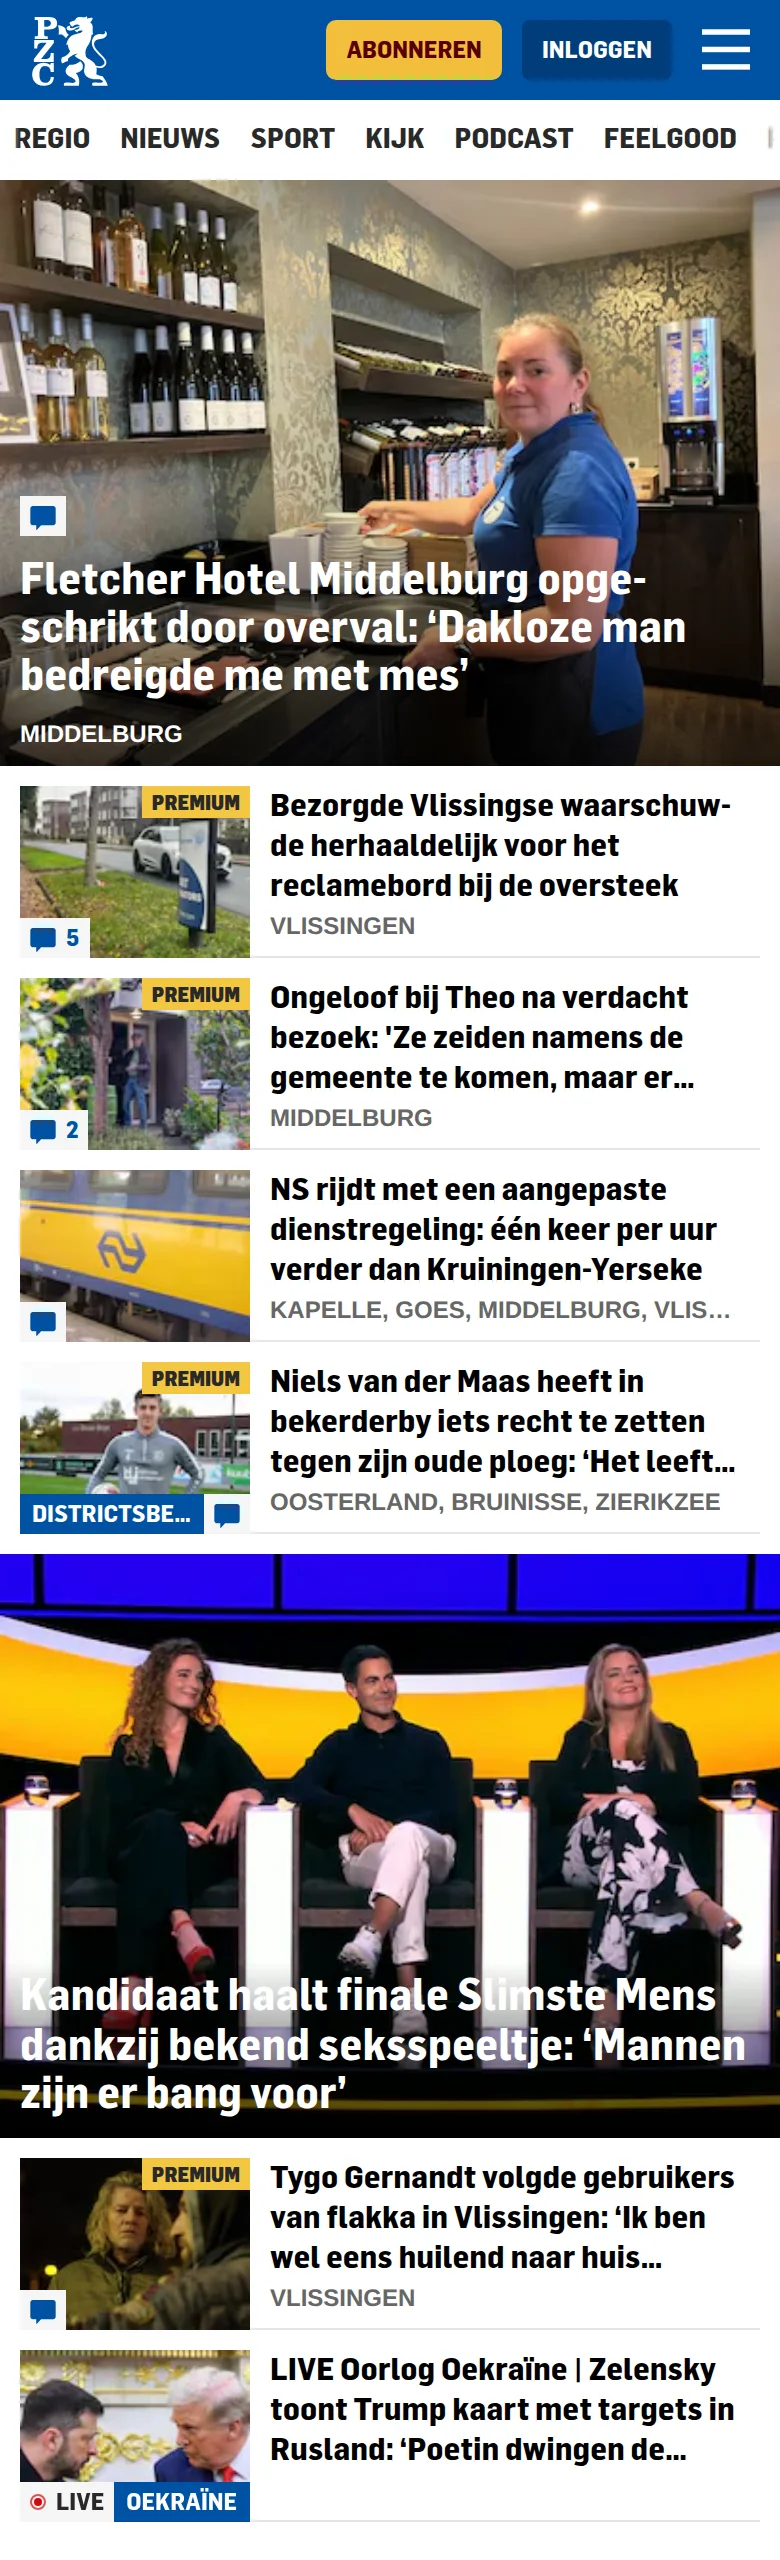 PZC
ABONNEREN
INLOGGEN
REGIO NIEUWS SPORT KIJK PODCAST FEELGOOD
Fletcher Hotel Middelburg opge-
schrikt door overval: ‘Dakloze man
bedreigde me met mes’
MIDDELBURG
PREMIUM
5
Bezorgde Vlissingse waarschuw-
de herhaaldelijk voor het
reclamebord bij de oversteek
VLISSINGEN
PREMIUM
2
Ongeloof bij Theo na verdacht
bezoek: 'Ze zeiden namens de
gemeente te komen, maar er...
MIDDELBURG
NS rijdt met een aangepaste
dienstregeling: één keer per uur
verder dan Kruiningen-Yerseke
KAPELLE, GOES, MIDDELBURG, VLIS...
PREMIUM
DISTRICTSBE...
Niels van der Maas heeft in
bekerderby iets recht te zetten
tegen zijn oude ploeg: ‘Het leeft...
OOSTERLAND, BRUINISSE, ZIERIKZEE
Kandidaat haalt finale Slimste Mens
dankzij bekend seksspeeltje: ‘Mannen
zijn er bang voor’
PREMIUM
Tygo Gernandt volgde gebruikers
van flakka in Vlissingen: ‘Ik ben
wel eens huilend naar huis...
VLISSINGEN
LIVE OEKRAÏNE
LIVE Oorlog Oekraïne | Zelensky
toont Trump kaart met targets in
Rusland: ‘Poetin dwingen de...